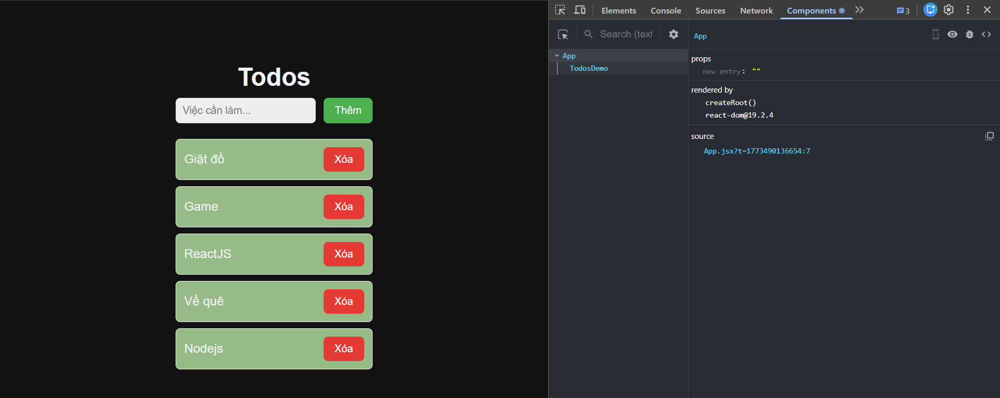 Todos
Việc cần làm...
Thêm
Giặt đồ
Xóa
Game
Xóa
ReactJS
Xóa
Về quê
Xóa
Nodejs
Xóa
Elements Console Sources Network Components 3
Search (text
App
TodosDemo
App
props
new entry: ""
rendered by
createRoot()
react-dom@19.2.4
source
App.jsx?t=1773490136654:7